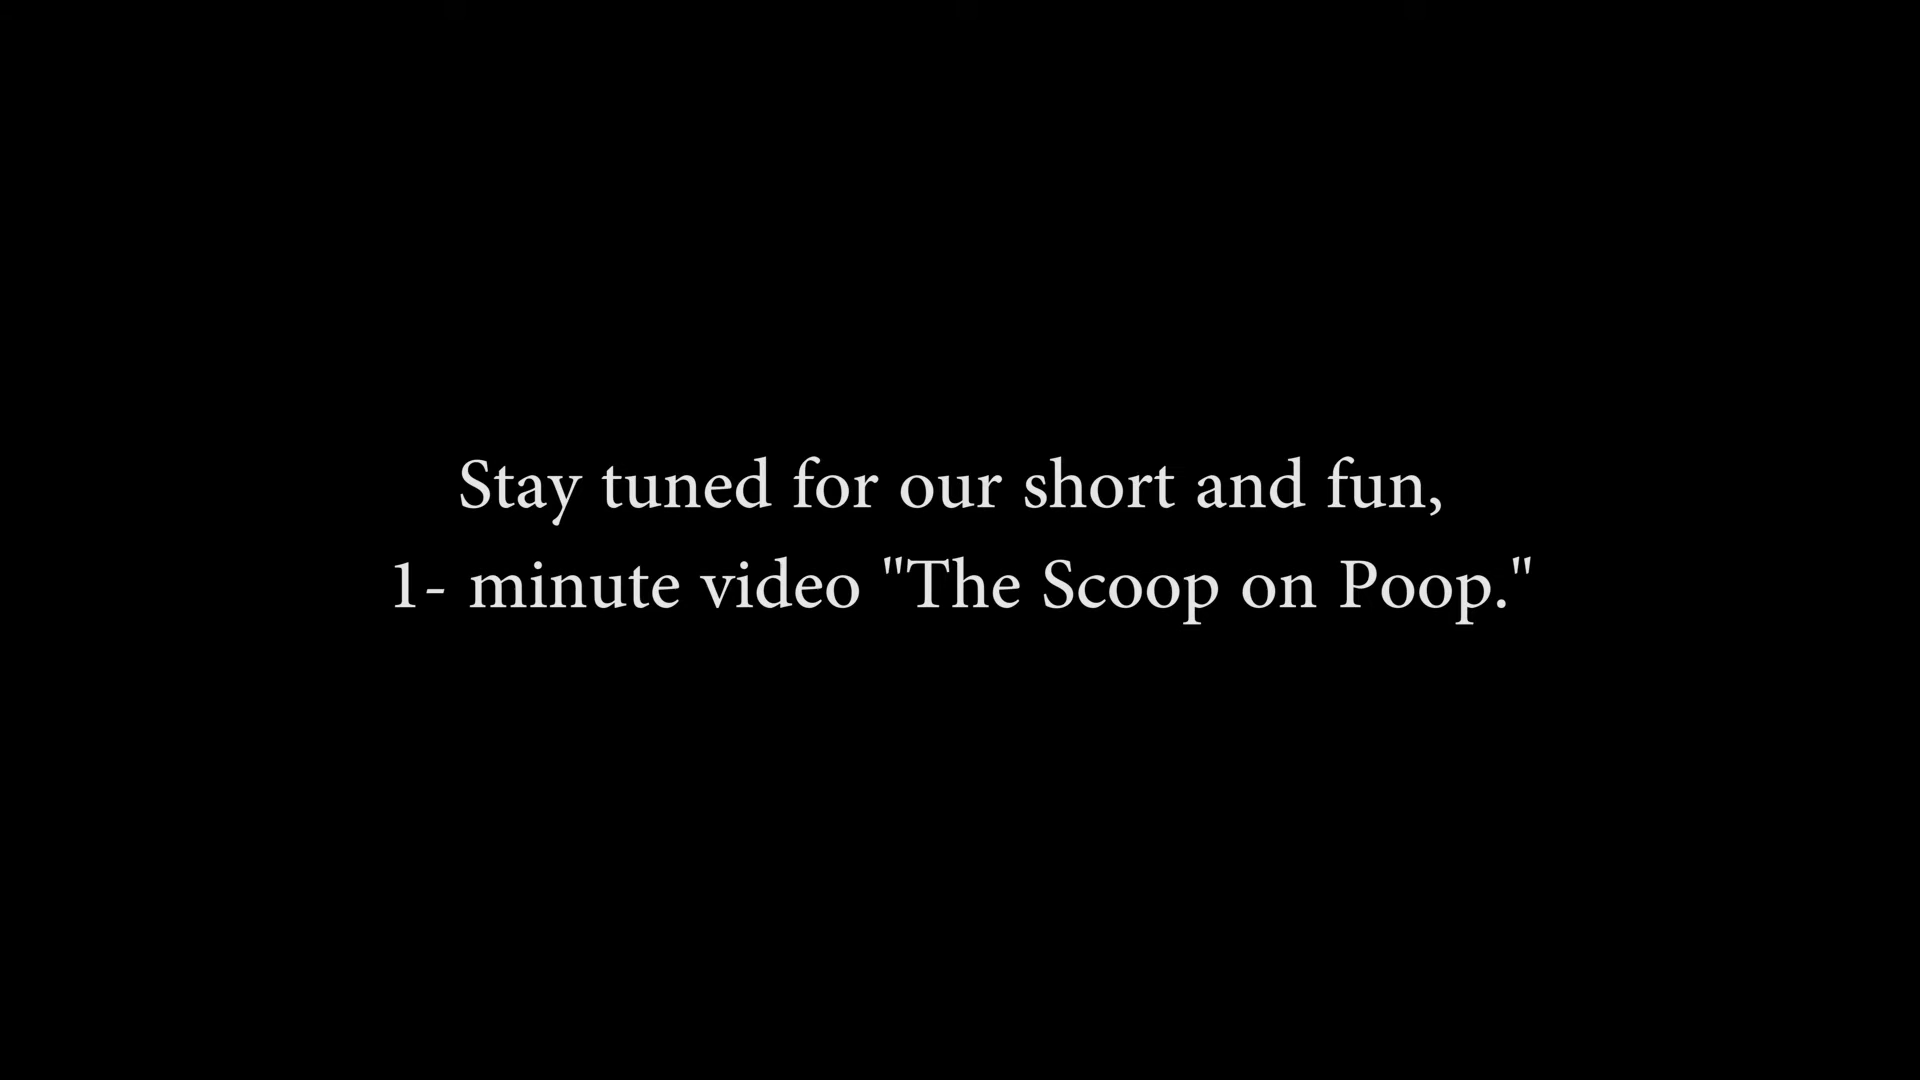 Stay tuned for our short and fun,
1- minute video "The Scoop on Poop."